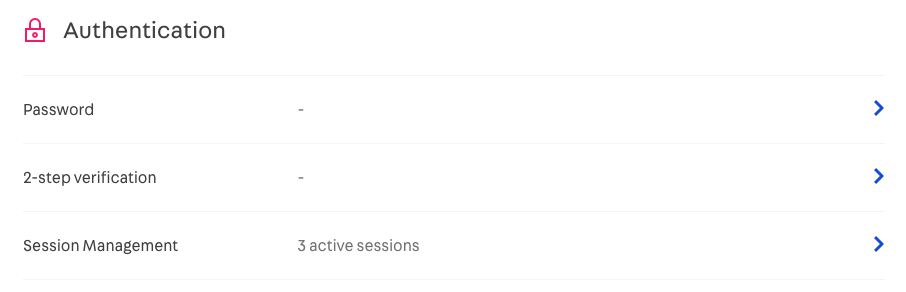 Authentication
Password -
2-step verification -
Session Management 3 active sessions